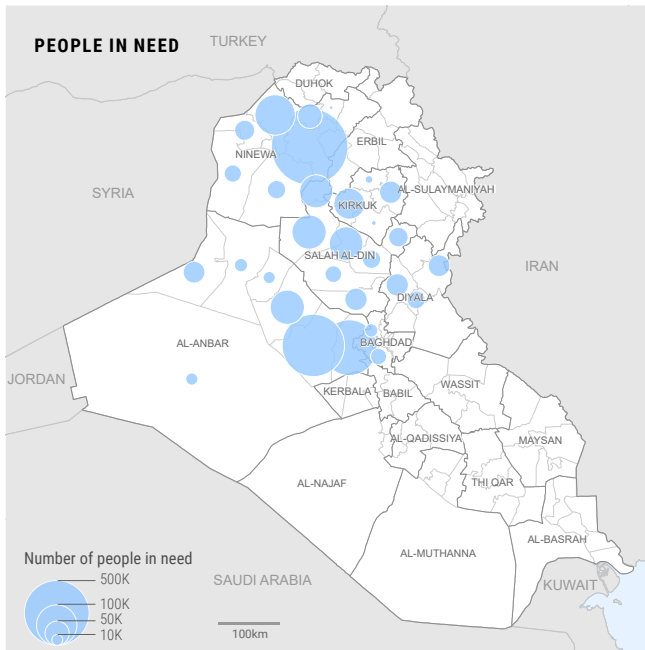 PEOPLE IN NEED
TURKEY
DUHOK
ERBIL
NINEWA
SYRIA
AL-SULAYMANIYAH
KIRKUK
SALAH AL-DIN
IRAN
DIYALA
AL-ANBAR
BAGHDAD
JORDAN
KERBALA
BABIL
WASSIT
AL-QADISSIYA
MAYSAN
AL-NAJAF
THI QAR
AL-BASRAH
AL-MUTHANNA
Number of people in need
500K
100K
50K
10K
SAUDI ARABIA
KUWAIT
100km